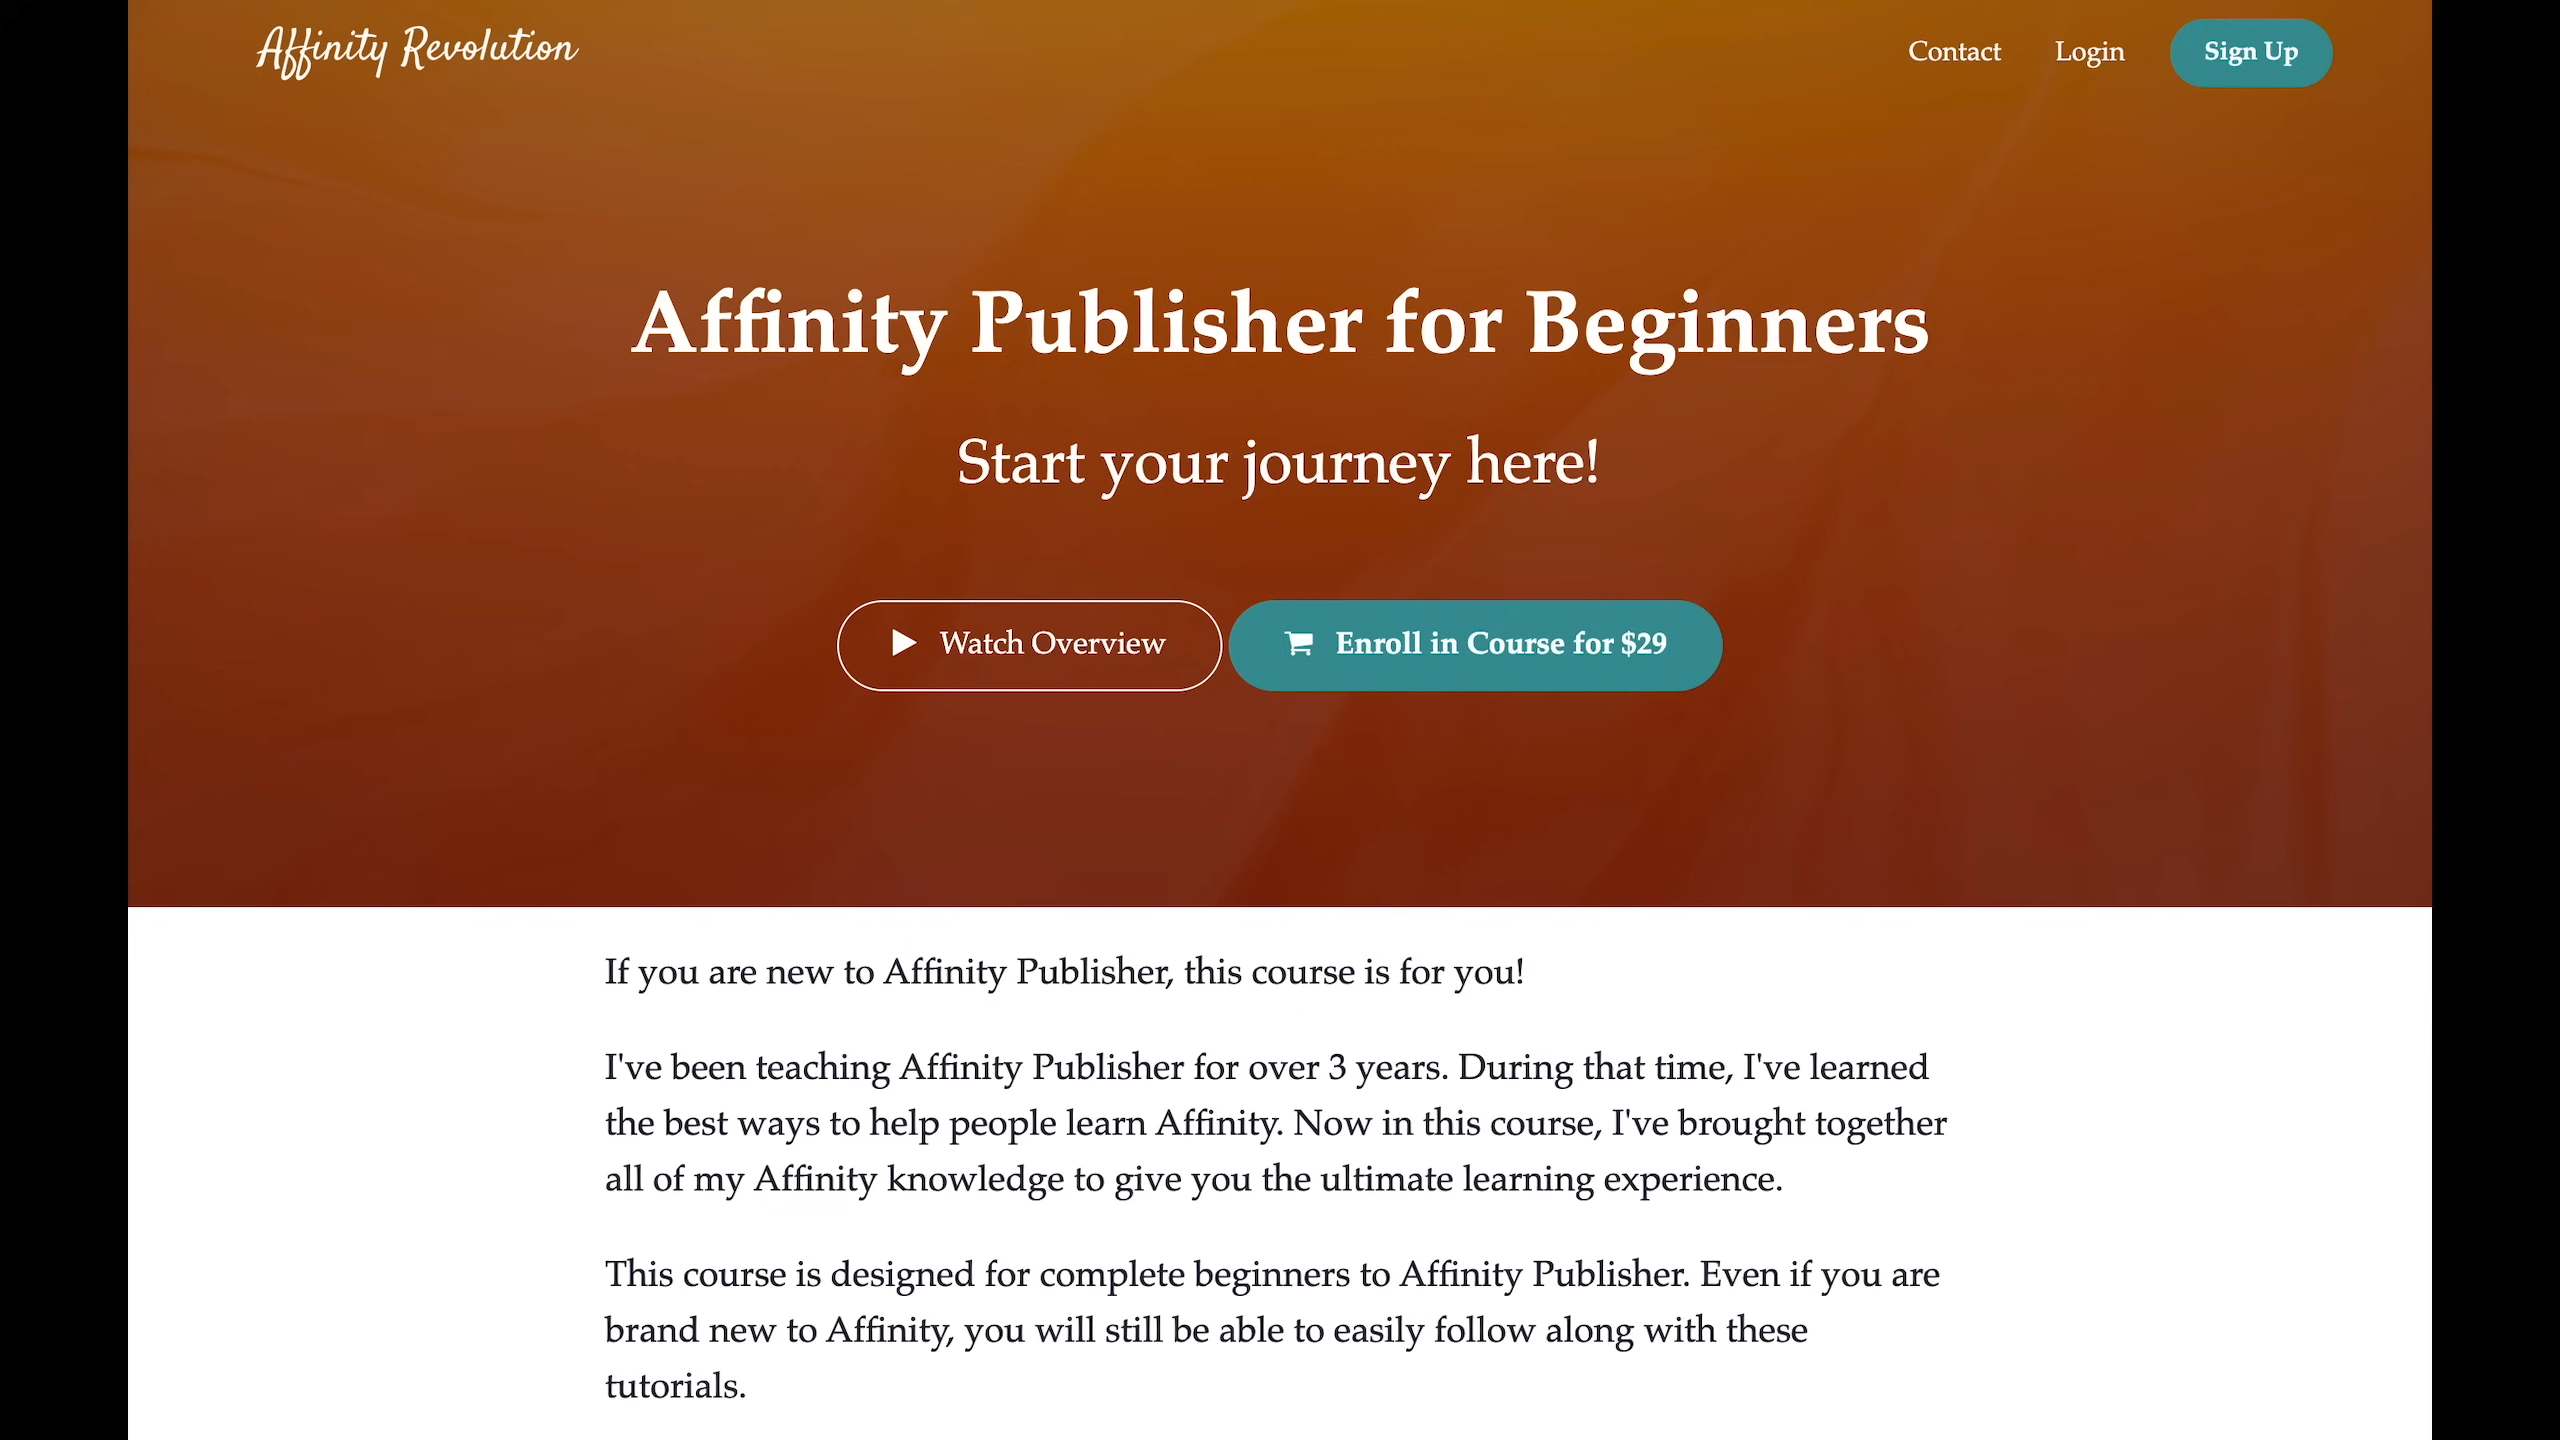 Affinity Revolution
Contact
Login
Sign Up
Affinity Publisher for Beginners
Start your journey here!
Watch Overview
Enroll in Course for $29
If you are new to Affinity Publisher, this course is for you!
I've been teaching Affinity Publisher for over 3 years. During that time, I've learned
the best ways to help people learn Affinity. Now in this course, I've brought together
all of my Affinity knowledge to give you the ultimate learning experience.
This course is designed for complete beginners to Affinity Publisher. Even if you are
brand new to Affinity, you will still be able to easily follow along with these
tutorials.